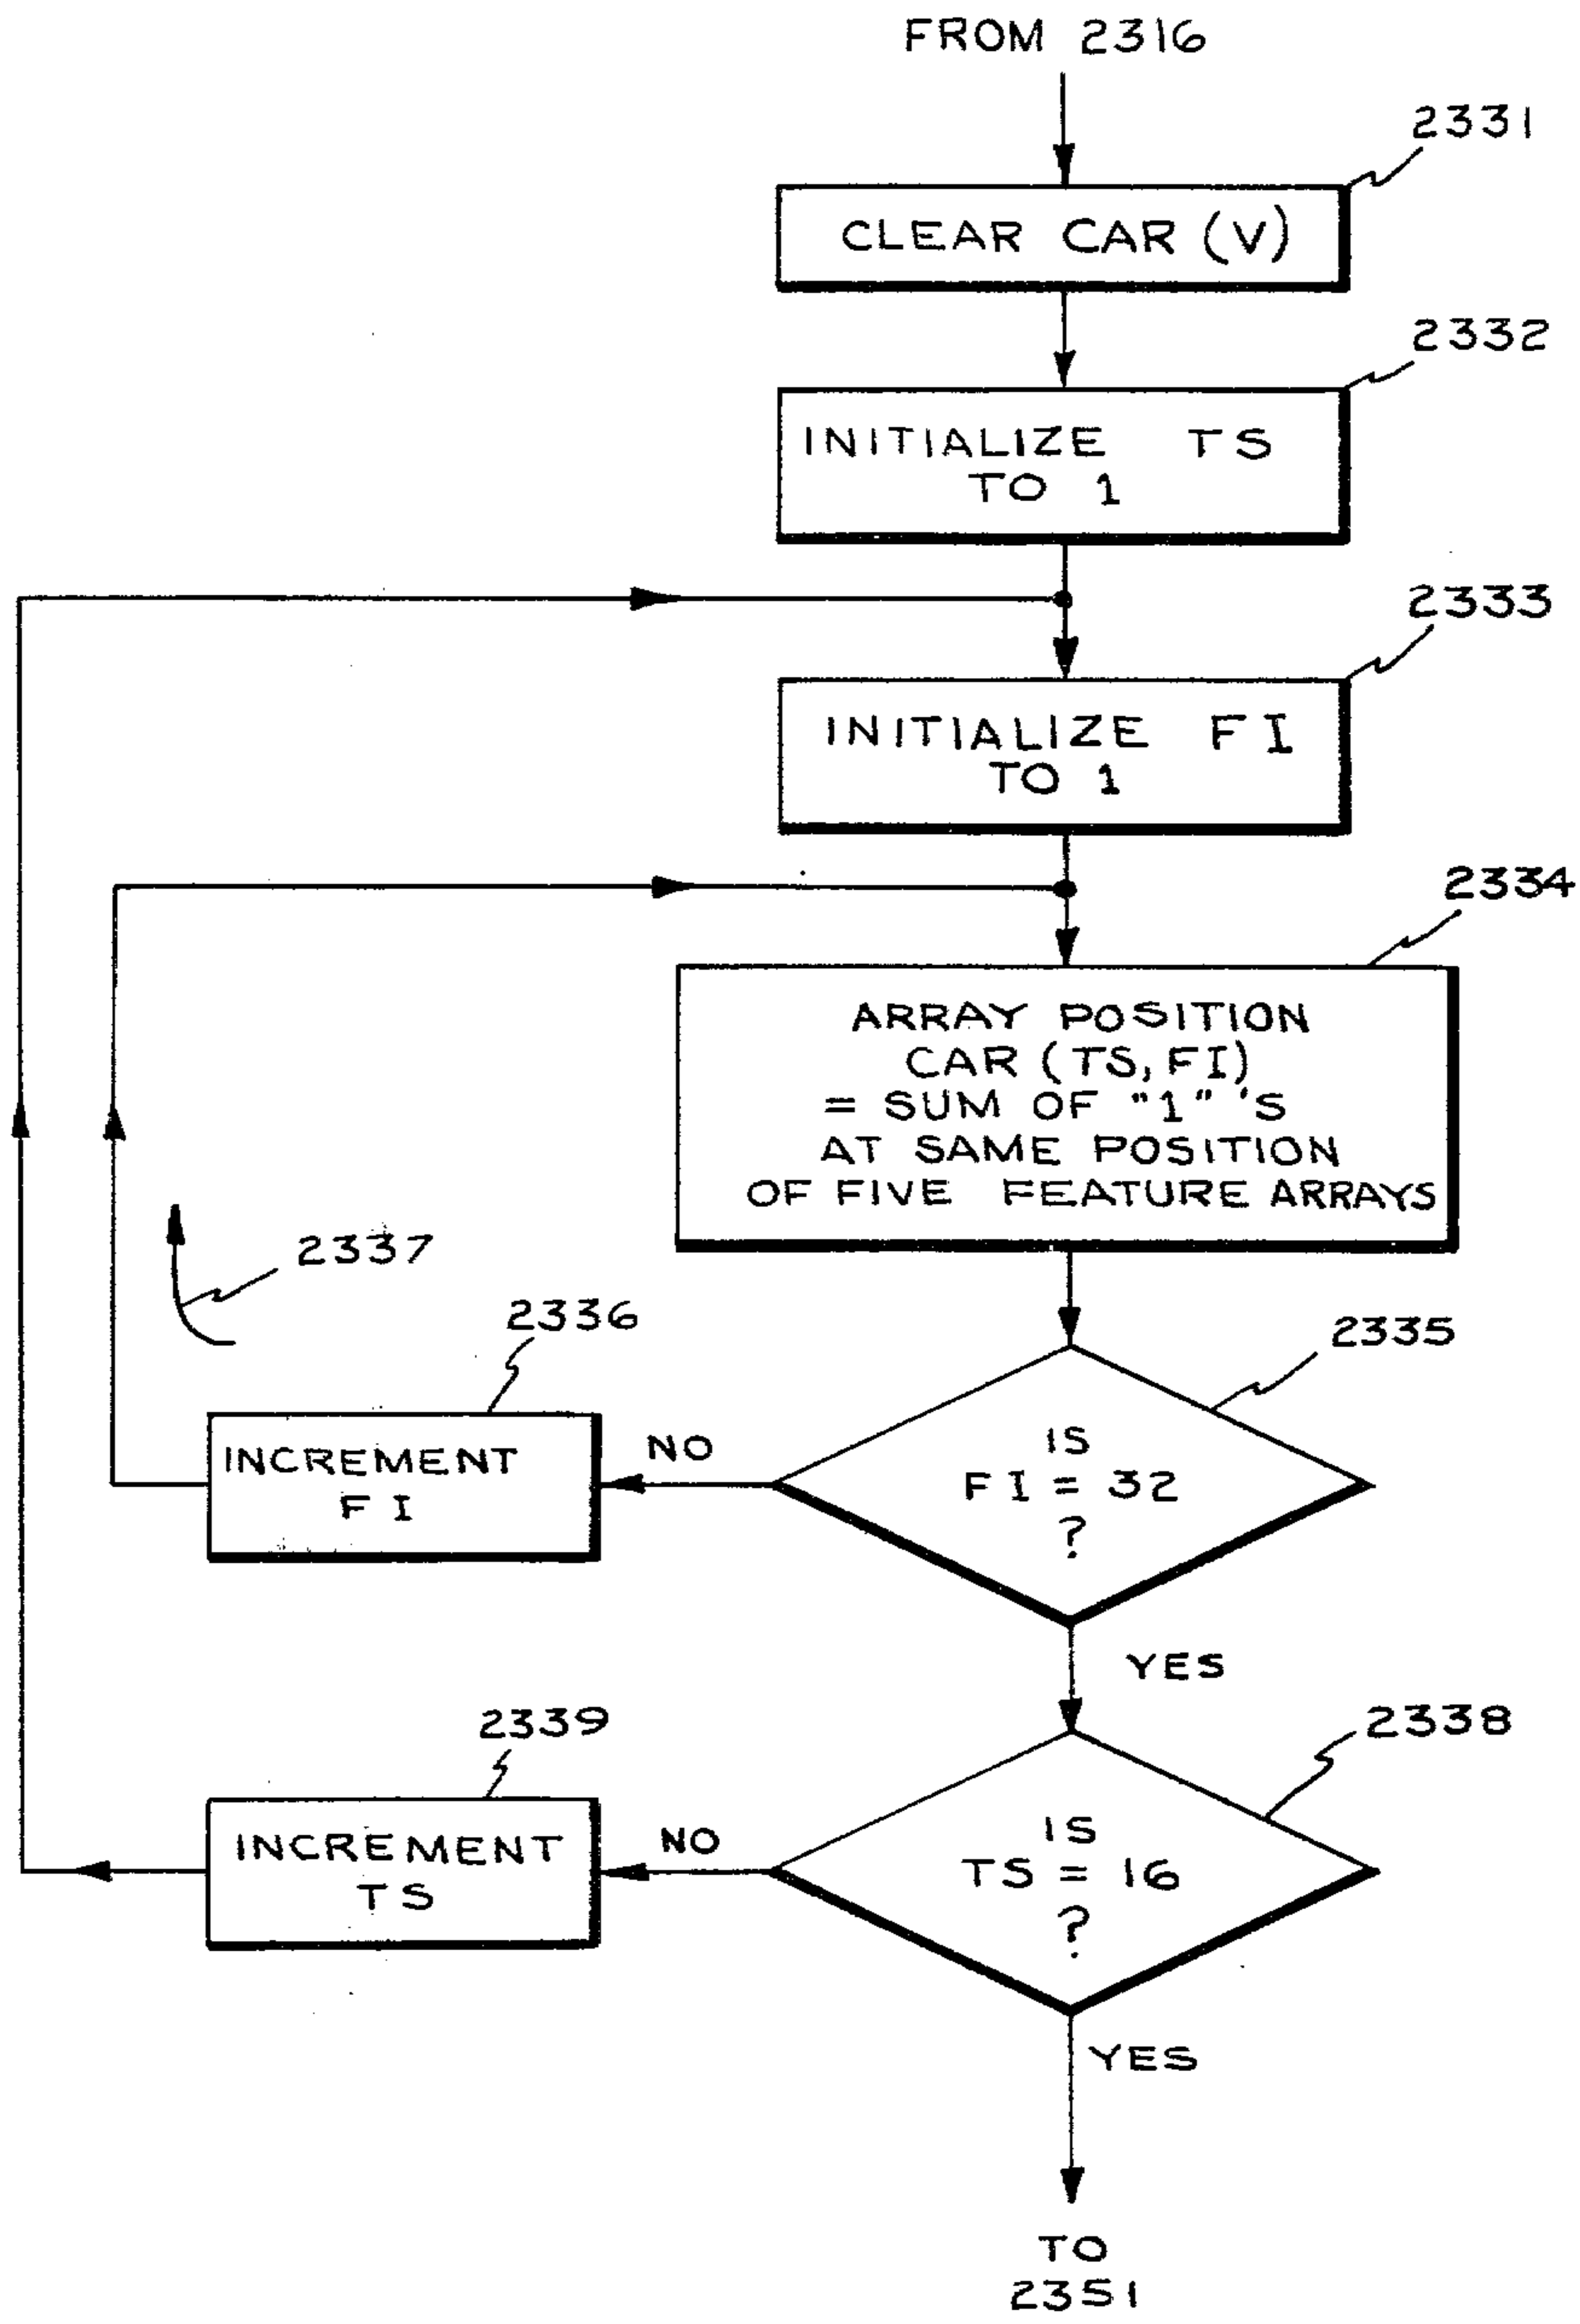 FROM 2316
2331
CLEAR CAR (V)
2332
INITIALIZE TS
TO 1
2333
INITIALIZE FI
TO 1
2334
ARRAY POSITION
CAR (TS, FI)
= SUM OF "1" 'S
AT SAME POSITION
OF FIVE FEATURE ARRAYS
2337
2336
2335
INCREMENT
FI
NO
IS
FI = 32
?
YES
2339
2338
INCREMENT
TS
NO
IS
TS = 16
?
YES
TO
2351